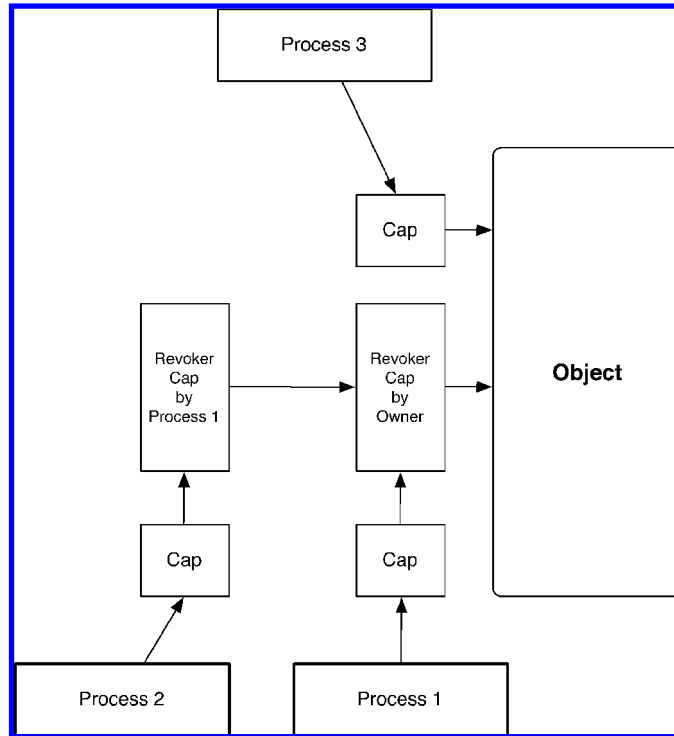 Process 3
Cap
Revoker
Cap
by
Process 1
Revoker
Cap
by
Owner
Object
Cap
Cap
Process 2
Process 1